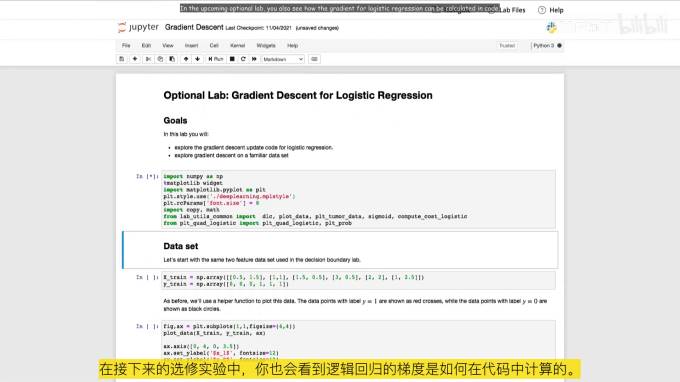 In the upcoming optional lab, you also see how the gradient for logistic regression can be calculated in code.
Lab Files
Help
bilibili
jupyter Gradient Descent Last Checkpoint: 11/04/2021 (unsaved changes)
File Edit View Insert Cell Kernel Widgets Help
Trusted
Python 3
Run
Markdown
Optional Lab: Gradient Descent for Logistic Regression
Goals
In this lab you will:
• explore the gradient descent update code for logistic regression.
• explore gradient descent on a familiar data set
In [*]: import numpy as np
%matplotlib widget
import matplotlib.pyplot as plt
plt.style.use('./deeplearning.mplstyle')
plt.rcParams['font.size'] = 8
import copy, math
from lab_utils_common import dlc, plot_data, plt_tumor_data, sigmoid, compute_cost_logistic
from plt_quad_logistic import plt_quad_logistic, plt_prob
Data set
Let's start with the same two feature data set used in the decision boundary lab.
In [ ]: X_train = np.array([[0.5, 1.5], [1,1], [1.5, 0.5], [3, 0.5], [2, 2], [1, 2.5]])
y_train = np.array([0, 0, 0, 1, 1, 1])
As before, we'll use a helper function to plot this data. The data points with label y = 1 are shown as red crosses, while the data points with label y = 0 are
shown as black circles.
In [ ]: fig,ax = plt.subplots(1,1,figsize=(4,4))
plot_data(X_train, y_train, ax)
ax.axis([0, 4, 0, 3.5])
ax.set_ylabel('$x_1$', fontsize=12)
在接下来的选修实验中，你也会看到逻辑回归的梯度是如何在代码中计算的。